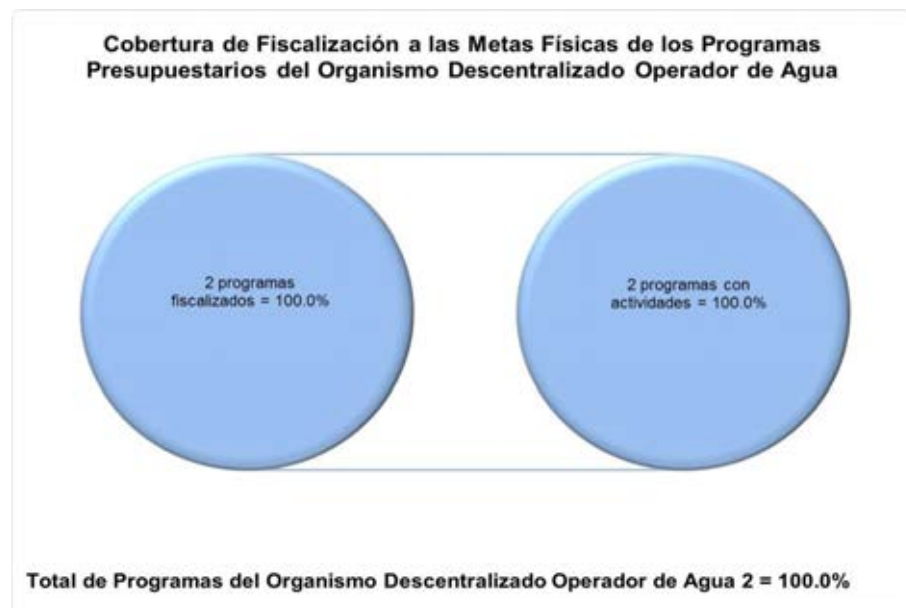 Cobertura de Fiscalización a las Metas Físicas de los Programas
Presupuestarios del Organismo Descentralizado Operador de Agua
2 programas
fiscalizados = 100.0%
2 programas con
actividades = 100.0%
Total de Programas del Organismo Descentralizado Operador de Agua 2 = 100.0%